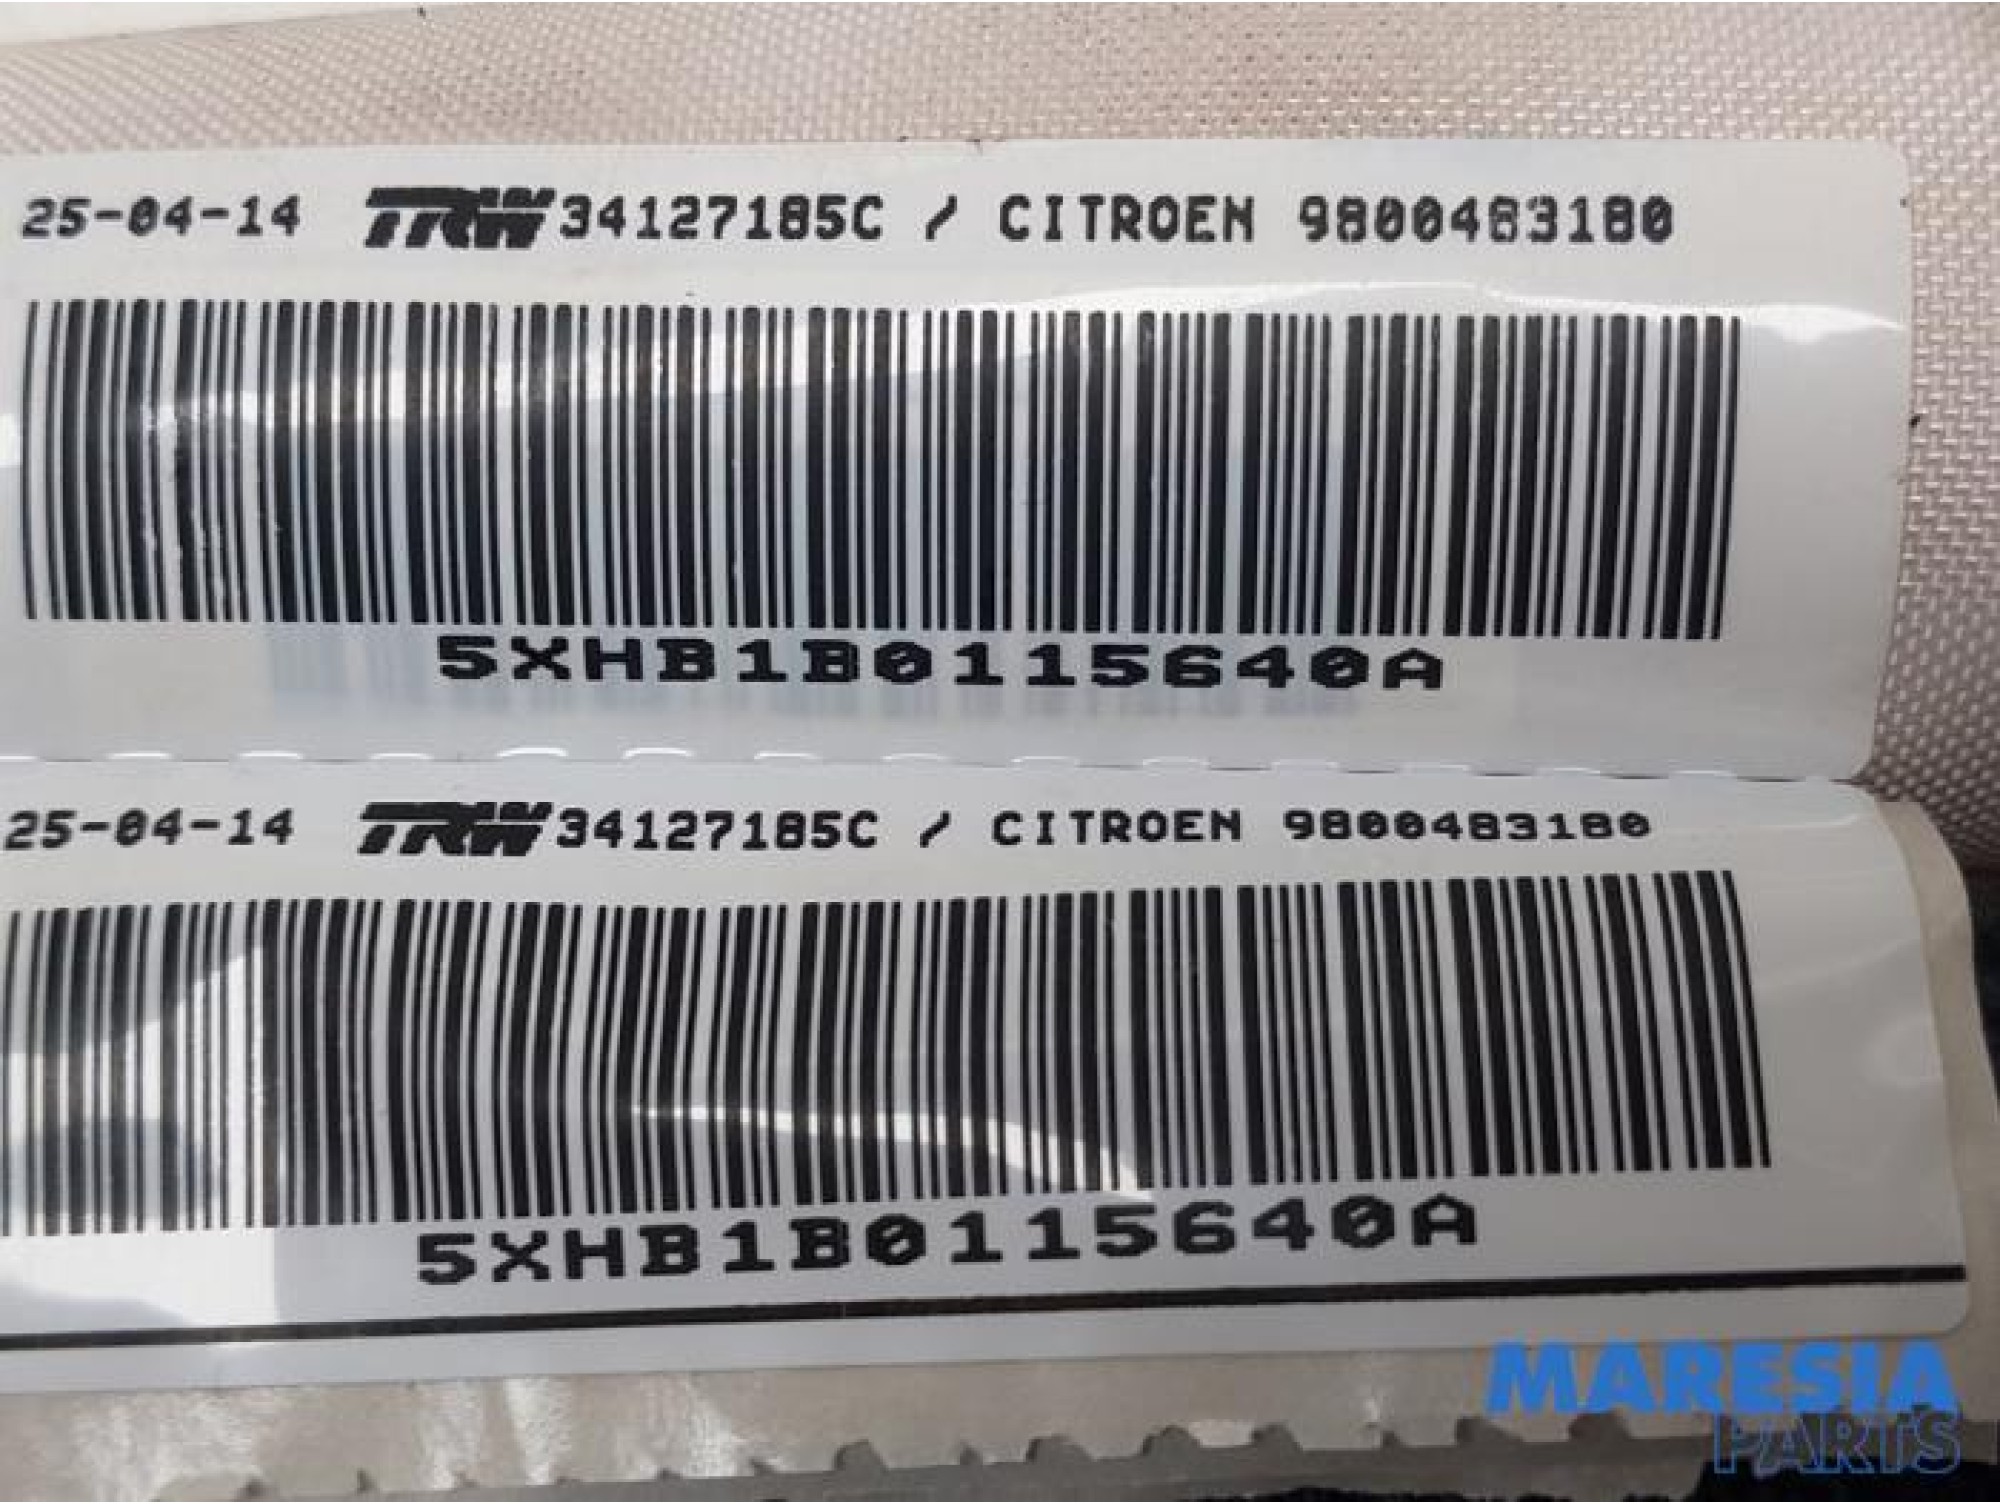 25-04-14 TRW 34127185C / CITROEN 9800483180
5XHB1B0115640A
25-04-14 TRW 34127185C / CITROEN 9800483180
5XHB1B0115640A
MARESIA
PARTS